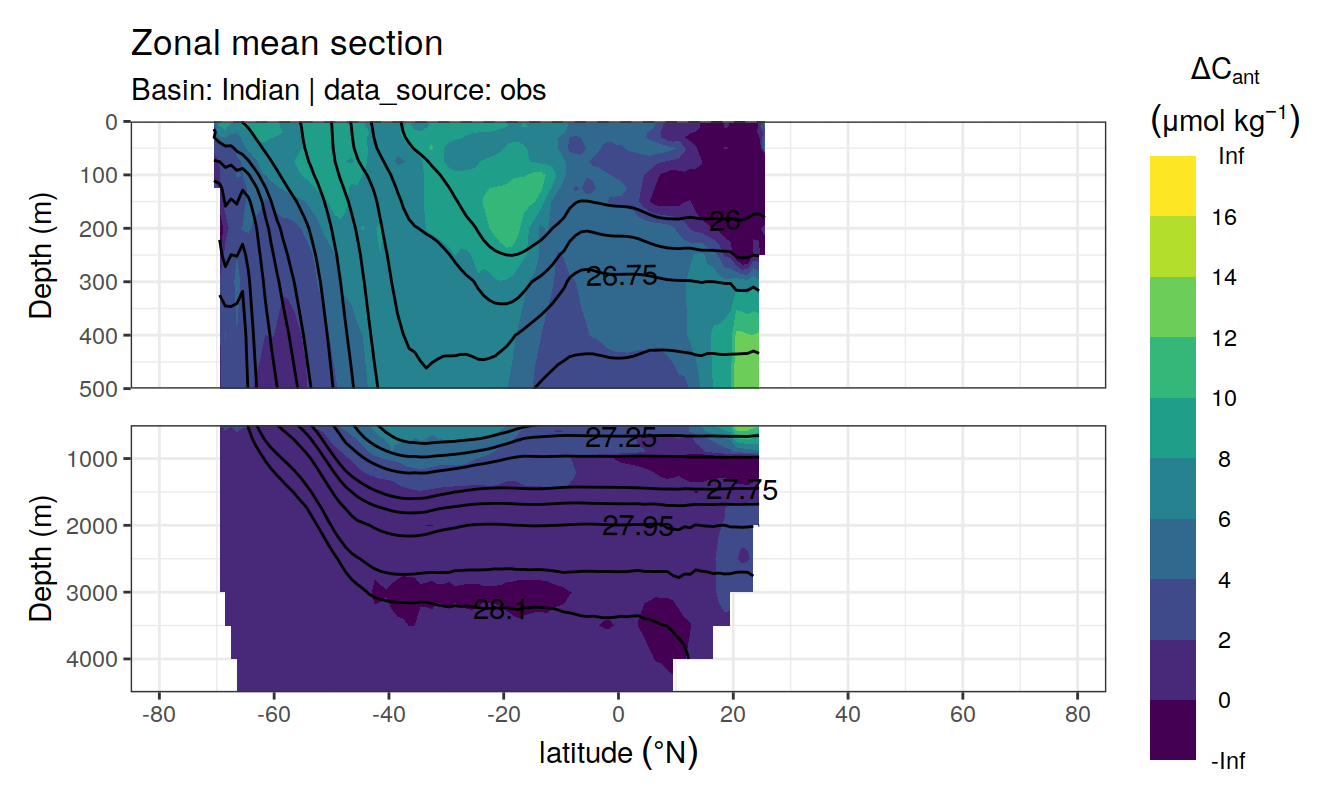 Zonal mean section
Basin: Indian | data_source: obs
ΔCant
(μmol kg−1)
Inf
16
14
12
10
8
6
4
2
0
-Inf
Depth (m)
0
100
200
300
400
500
26
26.75
Depth (m)
1000
2000
3000
4000
27.25
27.75
27.95
28.1
-80 -60 -40 -20 0 20 40 60 80
latitude (°N)